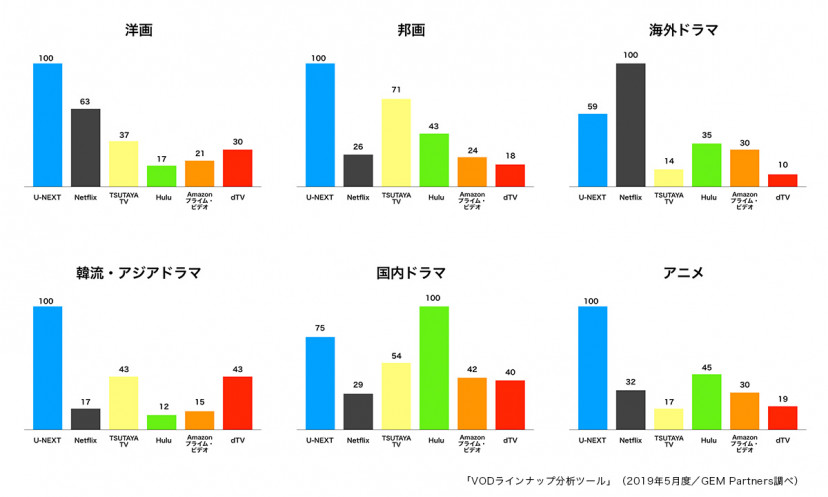 洋画
100
63
37
17
21
30
U-NEXT
Netflix
TSUTAYA
TV
Hulu
Amazon
プライム・
ビデオ
dTV
邦画
100
26
71
43
24
18
U-NEXT
Netflix
TSUTAYA
TV
Hulu
Amazon
プライム・
ビデオ
dTV
海外ドラマ
59
100
14
35
30
10
U-NEXT
Netflix
TSUTAYA
TV
Hulu
Amazon
プライム・
ビデオ
dTV
韓流・アジアドラマ
100
17
43
12
15
43
U-NEXT
Netflix
TSUTAYA
TV
Hulu
Amazon
プライム・
ビデオ
dTV
国内ドラマ
75
29
54
100
42
40
U-NEXT
Netflix
TSUTAYA
TV
Hulu
Amazon
プライム・
ビデオ
dTV
アニメ
100
32
17
45
30
19
U-NEXT
Netflix
TSUTAYA
TV
Hulu
Amazon
プライム・
ビデオ
dTV
「VODラインナップ分析ツール」（2019年5月度／GEM Partners調べ）